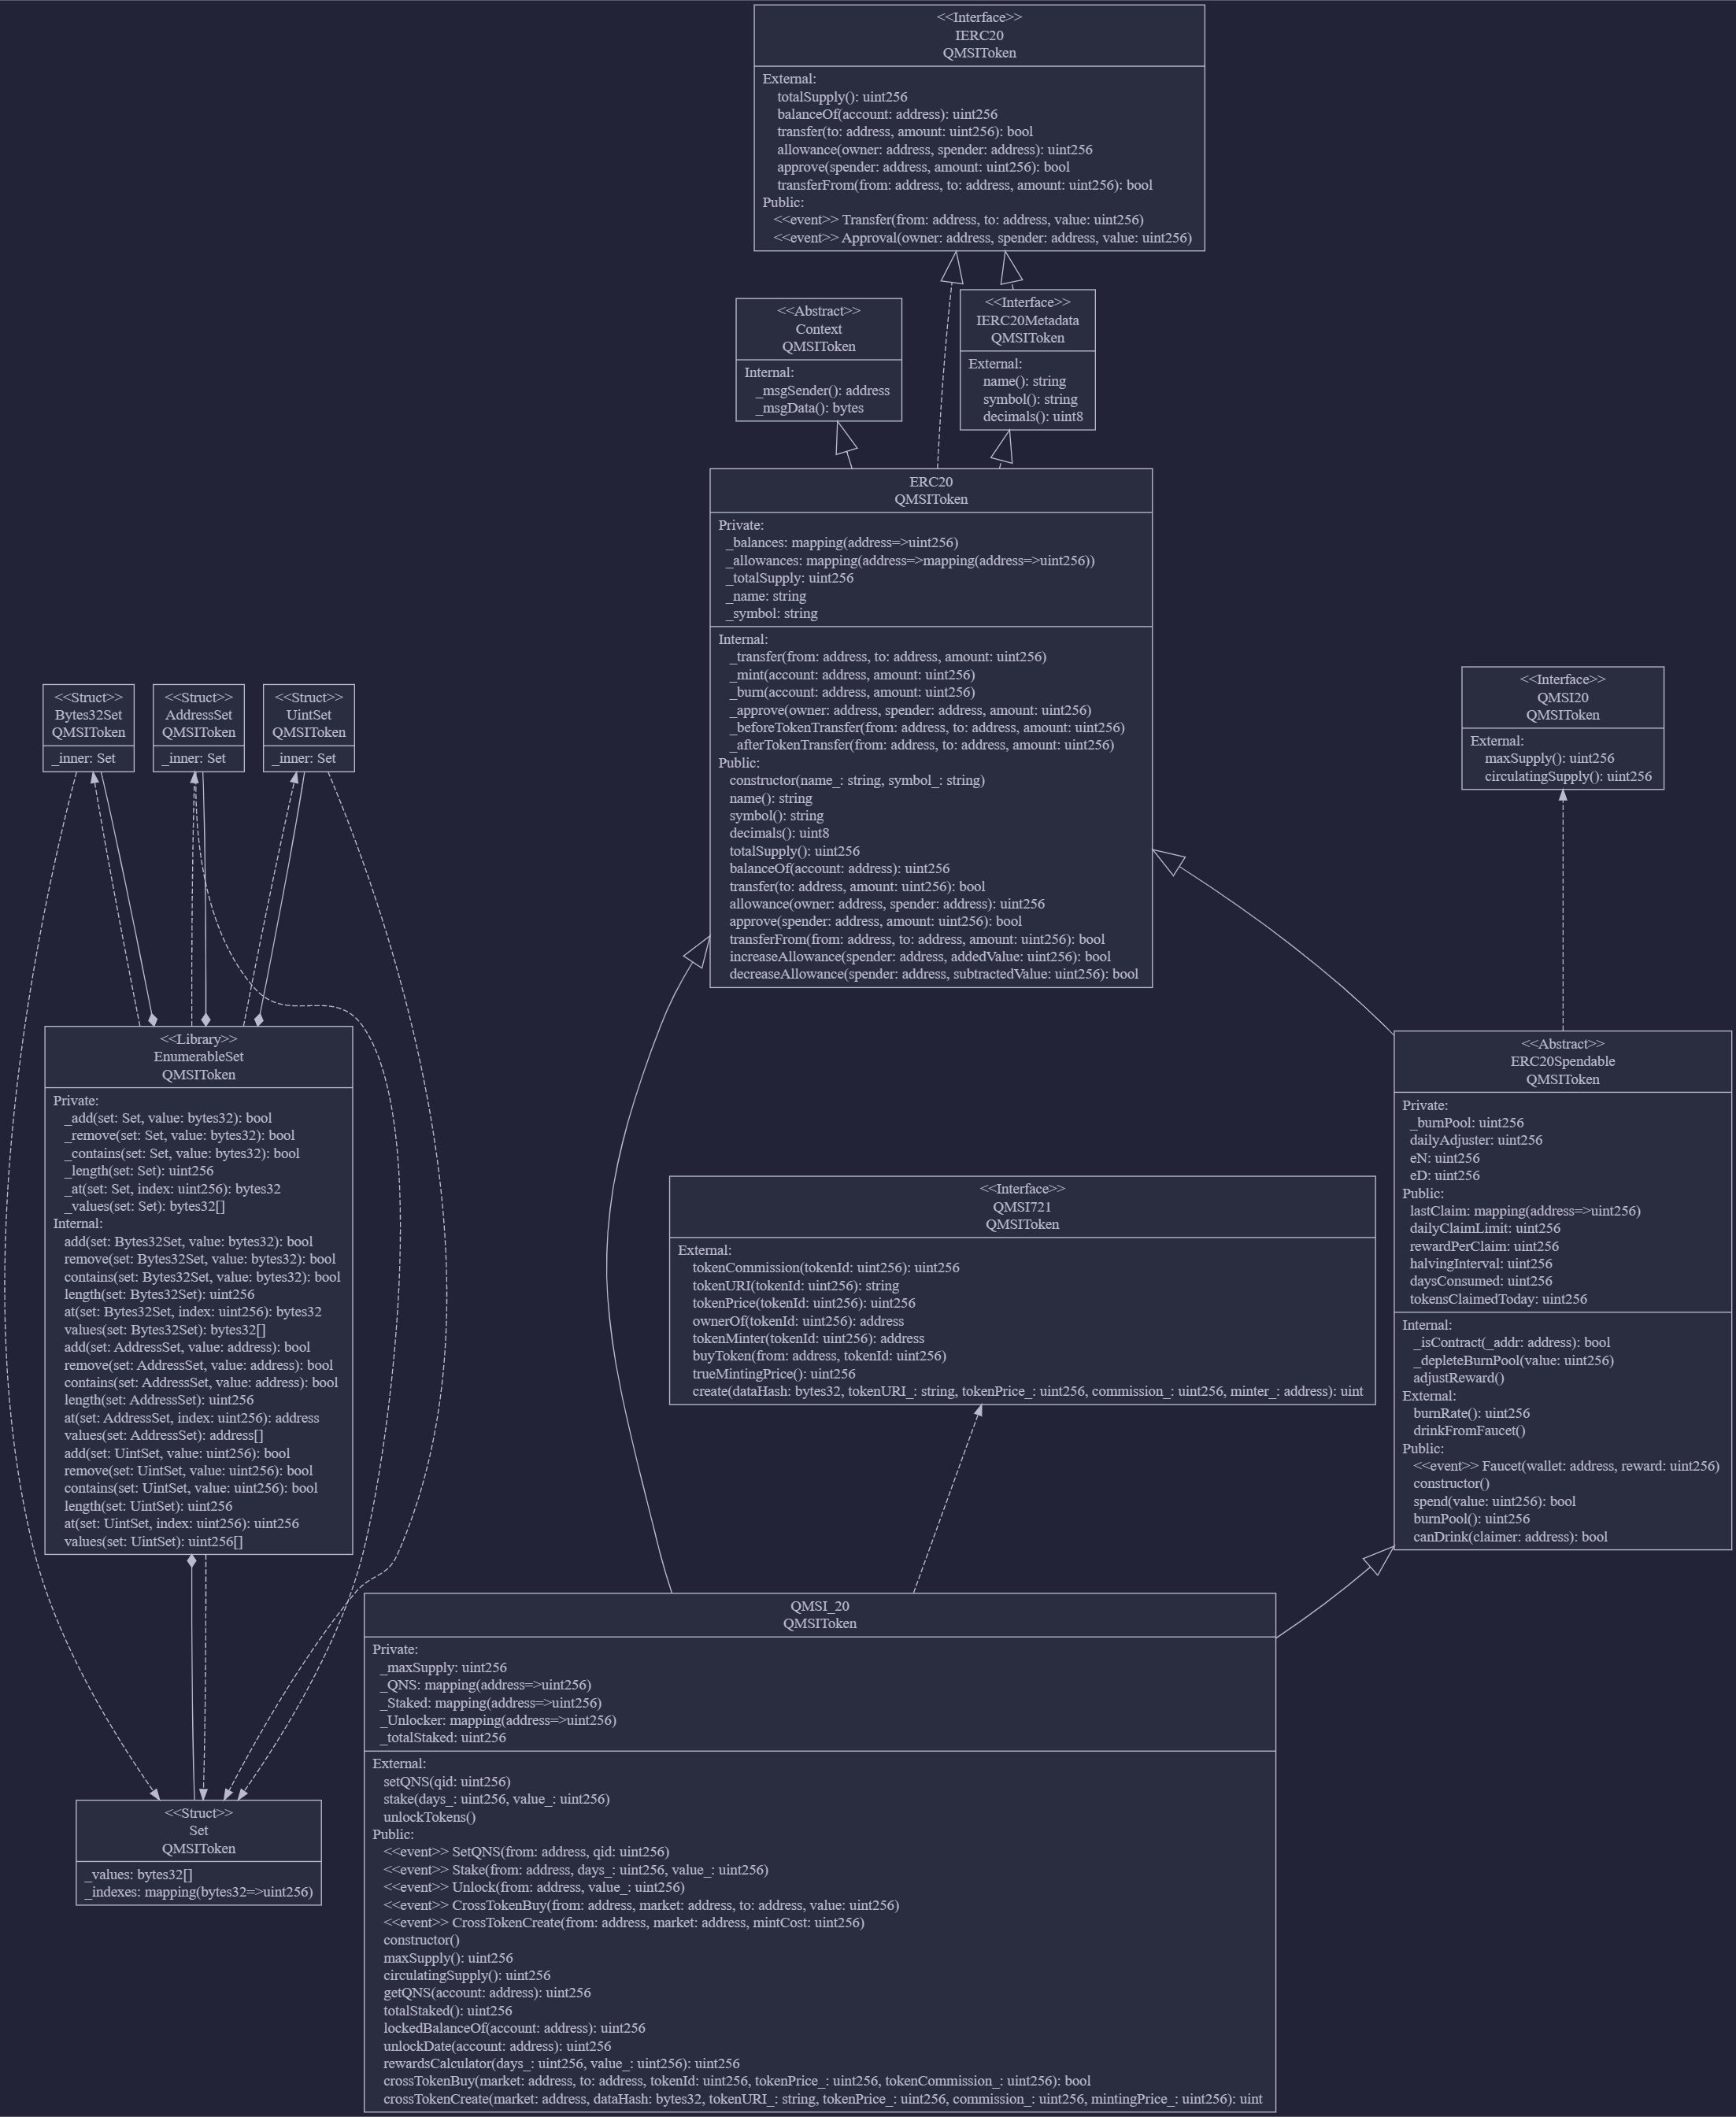 <<Interface>>
IERC20
QMSIToken
External:
totalSupply(): uint256
balanceOf(account: address): uint256
transfer(to: address, amount: uint256): bool
allowance(owner: address, spender: address): uint256
approve(spender: address, amount: uint256): bool
transferFrom(from: address, to: address, amount: uint256): bool
Public:
<<event>> Transfer(from: address, to: address, value: uint256)
<<event>> Approval(owner: address, spender: address, value: uint256)
<<Abstract>>
Context
QMSIToken
Internal:
_msgSender(): address
_msgData(): bytes
<<Interface>>
IERC20Metadata
QMSIToken
External:
name(): string
symbol(): string
decimals(): uint8
ERC20
QMSIToken
Private:
_balances: mapping(address=>uint256)
_allowances: mapping(address=>mapping(address=>uint256))
_totalSupply: uint256
_name: string
_symbol: string
Internal:
_transfer(from: address, to: address, amount: uint256)
_mint(account: address, amount: uint256)
_burn(account: address, amount: uint256)
_approve(owner: address, spender: address, amount: uint256)
_beforeTokenTransfer(from: address, to: address, amount: uint256)
_afterTokenTransfer(from: address, to: address, amount: uint256)
Public:
constructor(name_: string, symbol_: string)
name(): string
symbol(): string
decimals(): uint8
totalSupply(): uint256
balanceOf(account: address): uint256
transfer(to: address, amount: uint256): bool
allowance(owner: address, spender: address): uint256
approve(spender: address, amount: uint256): bool
transferFrom(from: address, to: address, amount: uint256): bool
increaseAllowance(spender: address, addedValue: uint256): bool
decreaseAllowance(spender: address, subtractedValue: uint256): bool
<<Struct>>
Bytes32Set
QMSIToken
_inner: Set
<<Struct>>
AddressSet
QMSIToken
_inner: Set
<<Struct>>
UintSet
QMSIToken
_inner: Set
<<Interface>>
QMSI20
QMSIToken
External:
maxSupply(): uint256
circulatingSupply(): uint256
<<Library>>
EnumerableSet
QMSIToken
Private:
_add(set: Set, value: bytes32): bool
_remove(set: Set, value: bytes32): bool
_contains(set: Set, value: bytes32): bool
_length(set: Set): uint256
_at(set: Set, index: uint256): bytes32
_values(set: Set): bytes32[]
Internal:
add(set: Bytes32Set, value: bytes32): bool
remove(set: Bytes32Set, value: bytes32): bool
contains(set: Bytes32Set, value: bytes32): bool
length(set: Bytes32Set): uint256
at(set: Bytes32Set, index: uint256): bytes32
values(set: Bytes32Set): bytes32[]
add(set: AddressSet, value: address): bool
remove(set: AddressSet, value: address): bool
contains(set: AddressSet, value: address): bool
length(set: AddressSet): uint256
at(set: AddressSet, index: uint256): address
values(set: AddressSet): address[]
add(set: UintSet, value: uint256): bool
remove(set: UintSet, value: uint256): bool
contains(set: UintSet, value: uint256): bool
length(set: UintSet): uint256
at(set: UintSet, index: uint256): uint256
values(set: UintSet): uint256[]
<<Abstract>>
ERC20Spendable
QMSIToken
Private:
_burnPool: uint256
dailyAdjuster: uint256
eN: uint256
eD: uint256
Public:
lastClaim: mapping(address=>uint256)
dailyClaimLimit: uint256
rewardPerClaim: uint256
halvingInterval: uint256
daysConsumed: uint256
tokensClaimedToday: uint256
Internal:
_isContract(_addr: address): bool
_depleteBurnPool(value: uint256)
adjustReward()
External:
burnRate(): uint256
drinkFromFaucet()
Public:
<<event>> Faucet(wallet: address, reward: uint256)
constructor()
spend(value: uint256): bool
burnPool(): uint256
canDrink(claimer: address): bool
<<Interface>>
QMSI721
QMSIToken
External:
tokenCommission(tokenId: uint256): uint256
tokenURI(tokenId: uint256): string
tokenPrice(tokenId: uint256): uint256
ownerOf(tokenId: uint256): address
tokenMinter(tokenId: uint256): address
buyToken(from: address, tokenId: uint256)
trueMintingPrice(): uint256
create(dataHash: bytes32, tokenURI_: string, tokenPrice_: uint256, commission_: uint256, minter_: address): uint
QMSI_20
QMSIToken
Private:
_maxSupply: uint256
_QNS: mapping(address=>uint256)
_Staked: mapping(address=>uint256)
_Unlocker: mapping(address=>uint256)
_totalStaked: uint256
External:
setQNS(qid: uint256)
stake(days_: uint256, value_: uint256)
unlockTokens()
Public:
<<event>> SetQNS(from: address, qid: uint256)
<<event>> Stake(from: address, days_: uint256, value_: uint256)
<<event>> Unlock(from: address, value_: uint256)
<<event>> CrossTokenBuy(from: address, market: address, to: address, value: uint256)
<<event>> CrossTokenCreate(from: address, market: address, mintCost: uint256)
constructor()
maxSupply(): uint256
circulatingSupply(): uint256
getQNS(account: address): uint256
totalStaked(): uint256
lockedBalanceOf(account: address): uint256
unlockDate(account: address): uint256
rewardsCalculator(days_: uint256, value_: uint256): uint256
crossTokenBuy(market: address, to: address, tokenId: uint256, tokenPrice_: uint256, tokenCommission_: uint256): bool
crossTokenCreate(market: address, dataHash: bytes32, tokenURI_: string, tokenPrice_: uint256, commission_: uint256, mintingPrice_: uint256): uint
<<Struct>>
Set
QMSIToken
_values: bytes32[]
_indexes: mapping(bytes32=>uint256)